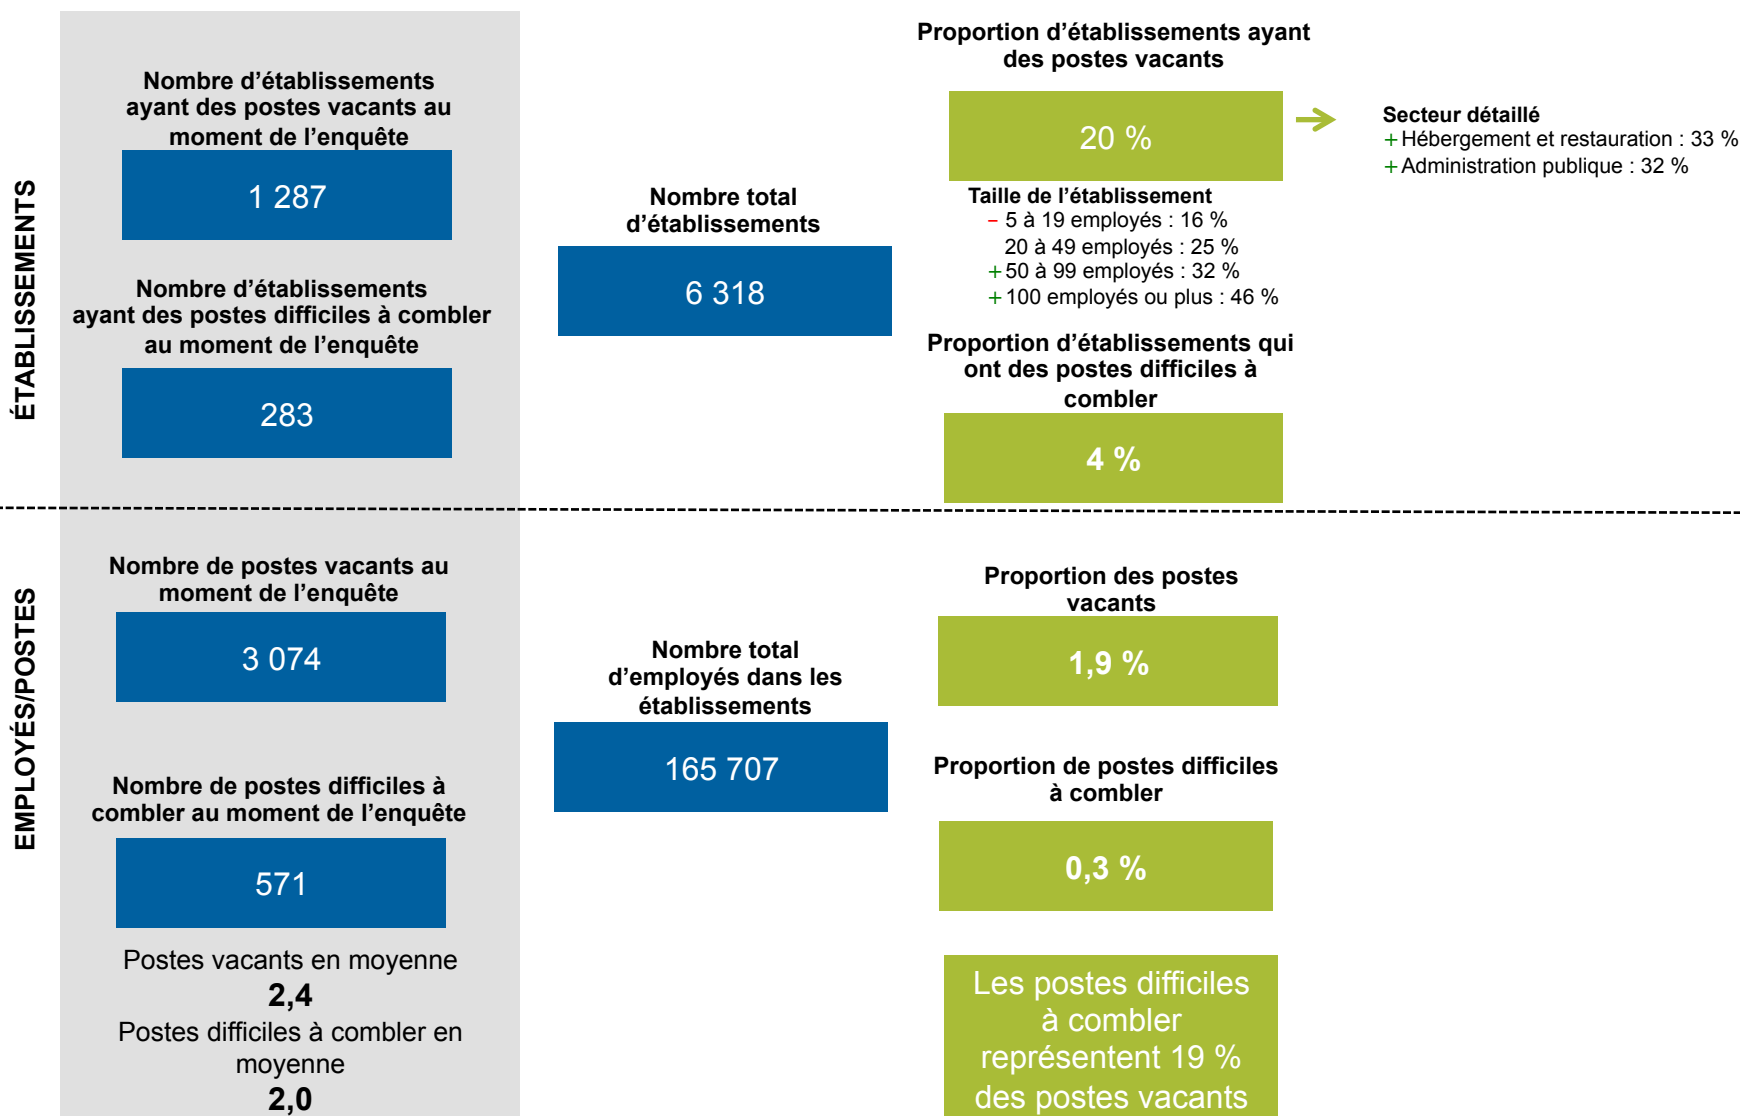 ÉTABLISSEMENTS
Nombre d’établissements
ayant des postes vacants au
moment de l’enquête
1 287
Nombre d’établissements
ayant des postes difficiles à combler
au moment de l’enquête
283
Nombre total
d’établissements
6 318
Proportion d’établissements ayant
des postes vacants
20 %
Secteur détaillé
+ Hébergement et restauration : 33 %
+ Administration publique : 32 %
Taille de l’établissement
- 5 à 19 employés : 16 %
20 à 49 employés : 25 %
+ 50 à 99 employés : 32 %
+ 100 employés ou plus : 46 %
Proportion d’établissements qui
ont des postes difficiles à
combler
4 %
EMPLOYÉS/POSTES
Nombre de postes vacants au
moment de l’enquête
3 074
Nombre de postes difficiles à
combler au moment de l’enquête
571
Postes vacants en moyenne
2,4
Postes difficiles à combler en
moyenne
2,0
Nombre total
d’employés dans les
établissements
165 707
Proportion des postes
vacants
1,9 %
Proportion de postes difficiles
à combler
0,3 %
Les postes difficiles
à combler
représentent 19 %
des postes vacants